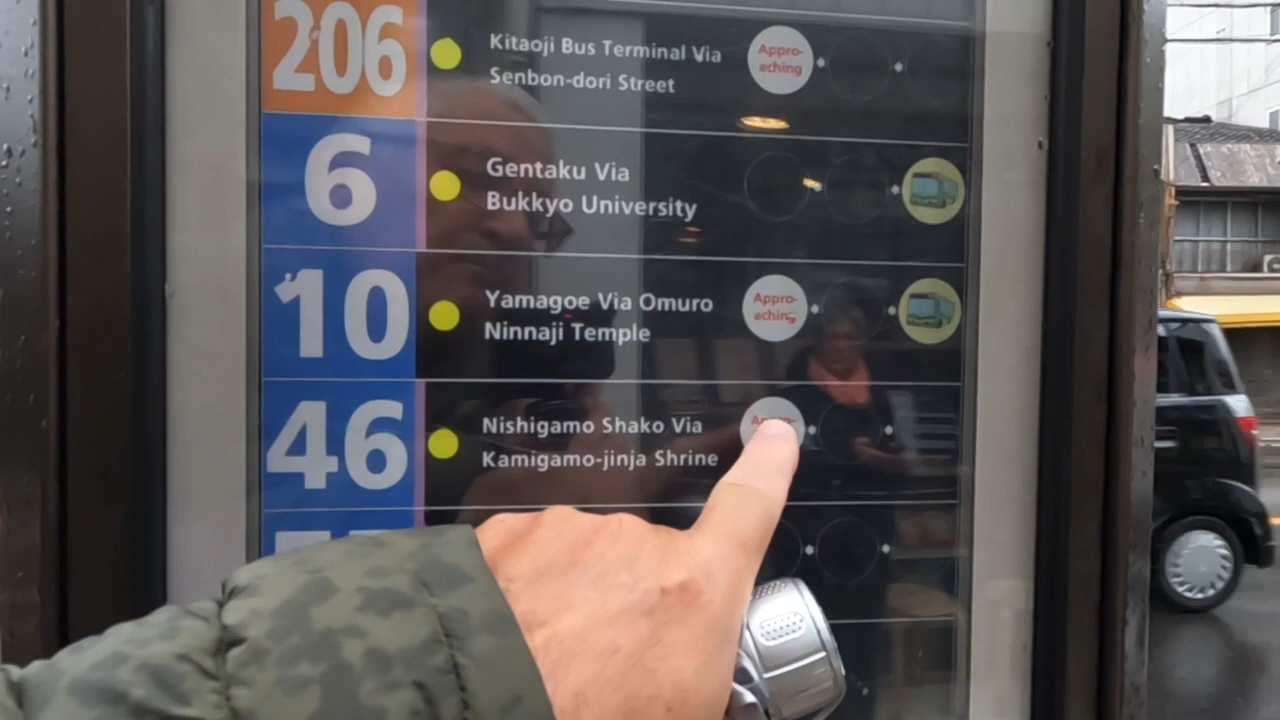 206
Kitaoji Bus Terminal Via
Senbon-dori Street
Appro-
aching
6
Gentaku Via
Bukkyo University
10
Yamagoe Via Omuro
Ninnaji Temple
Appro-
aching
46
Nishigamo Shako Via
Kamigamo-jinja Shrine